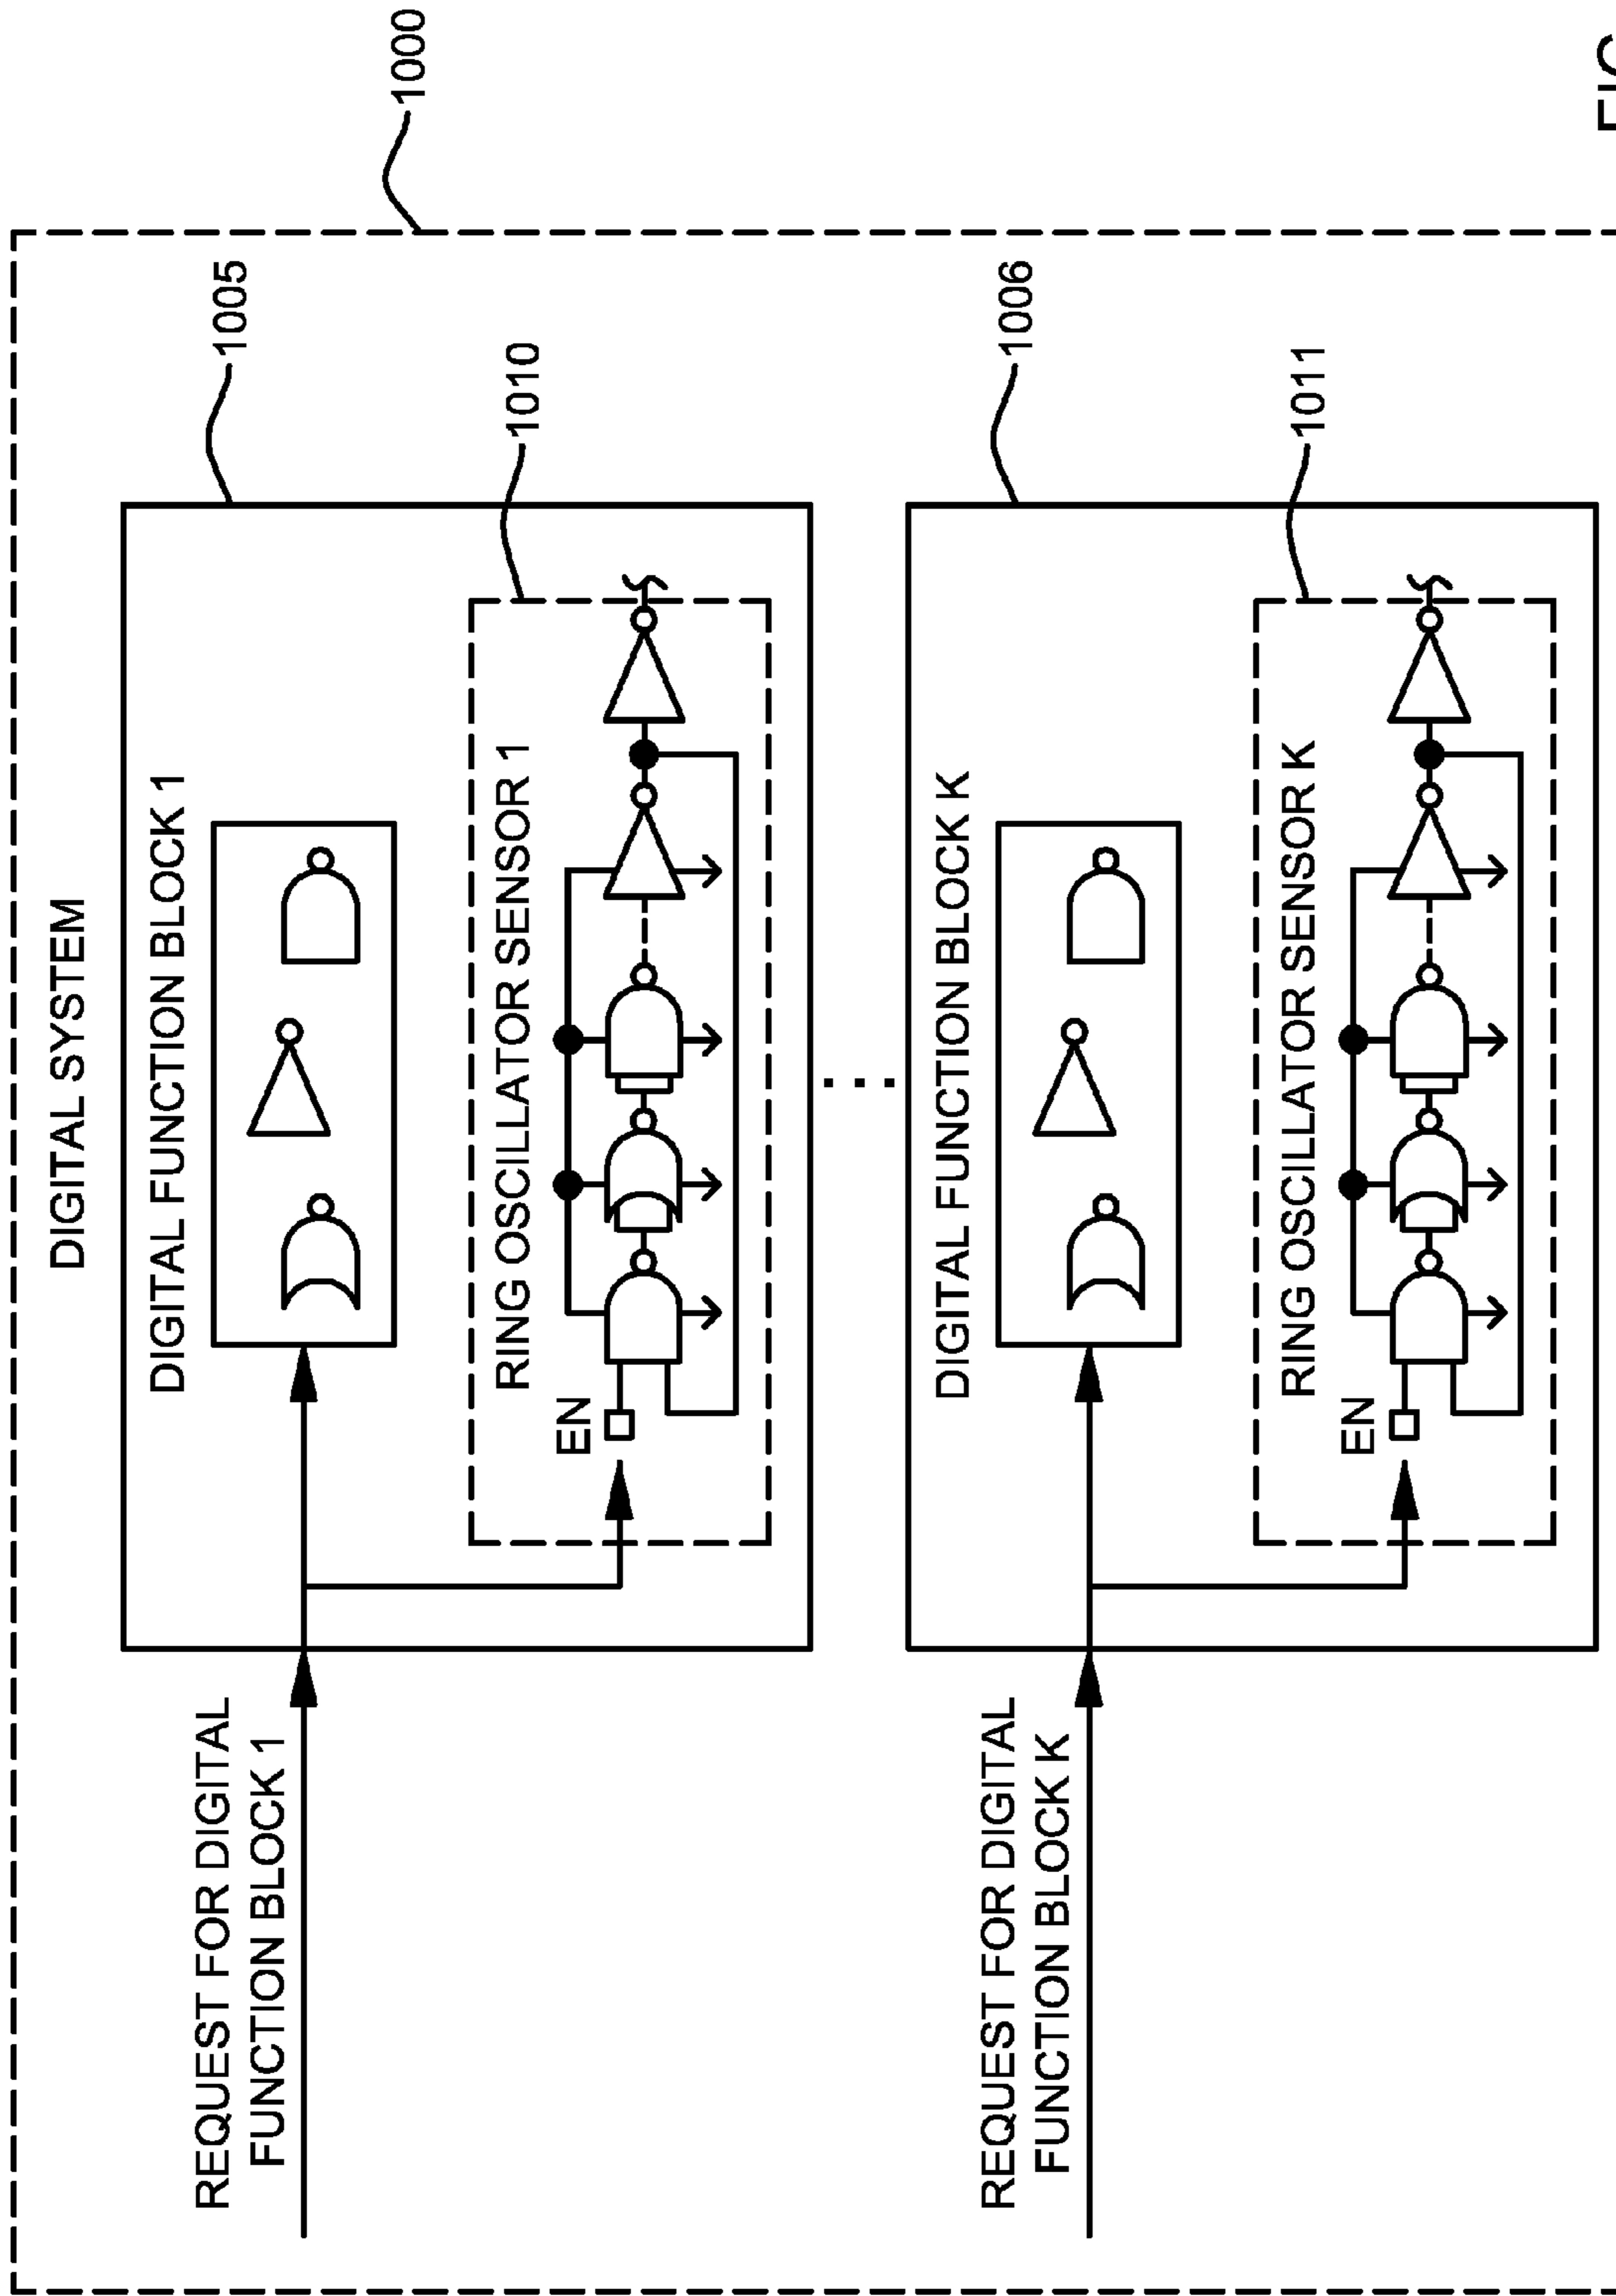 DIGITAL SYSTEM
1000
DIGITAL FUNCTION BLOCK 1
1005
REQUEST FOR DIGITAL
FUNCTION BLOCK 1
RING OSCILLATOR SENSOR 1
1010
EN
DIGITAL FUNCTION BLOCK K
1006
REQUEST FOR DIGITAL
FUNCTION BLOCK K
RING OSCILLATOR SENSOR K
1011
EN